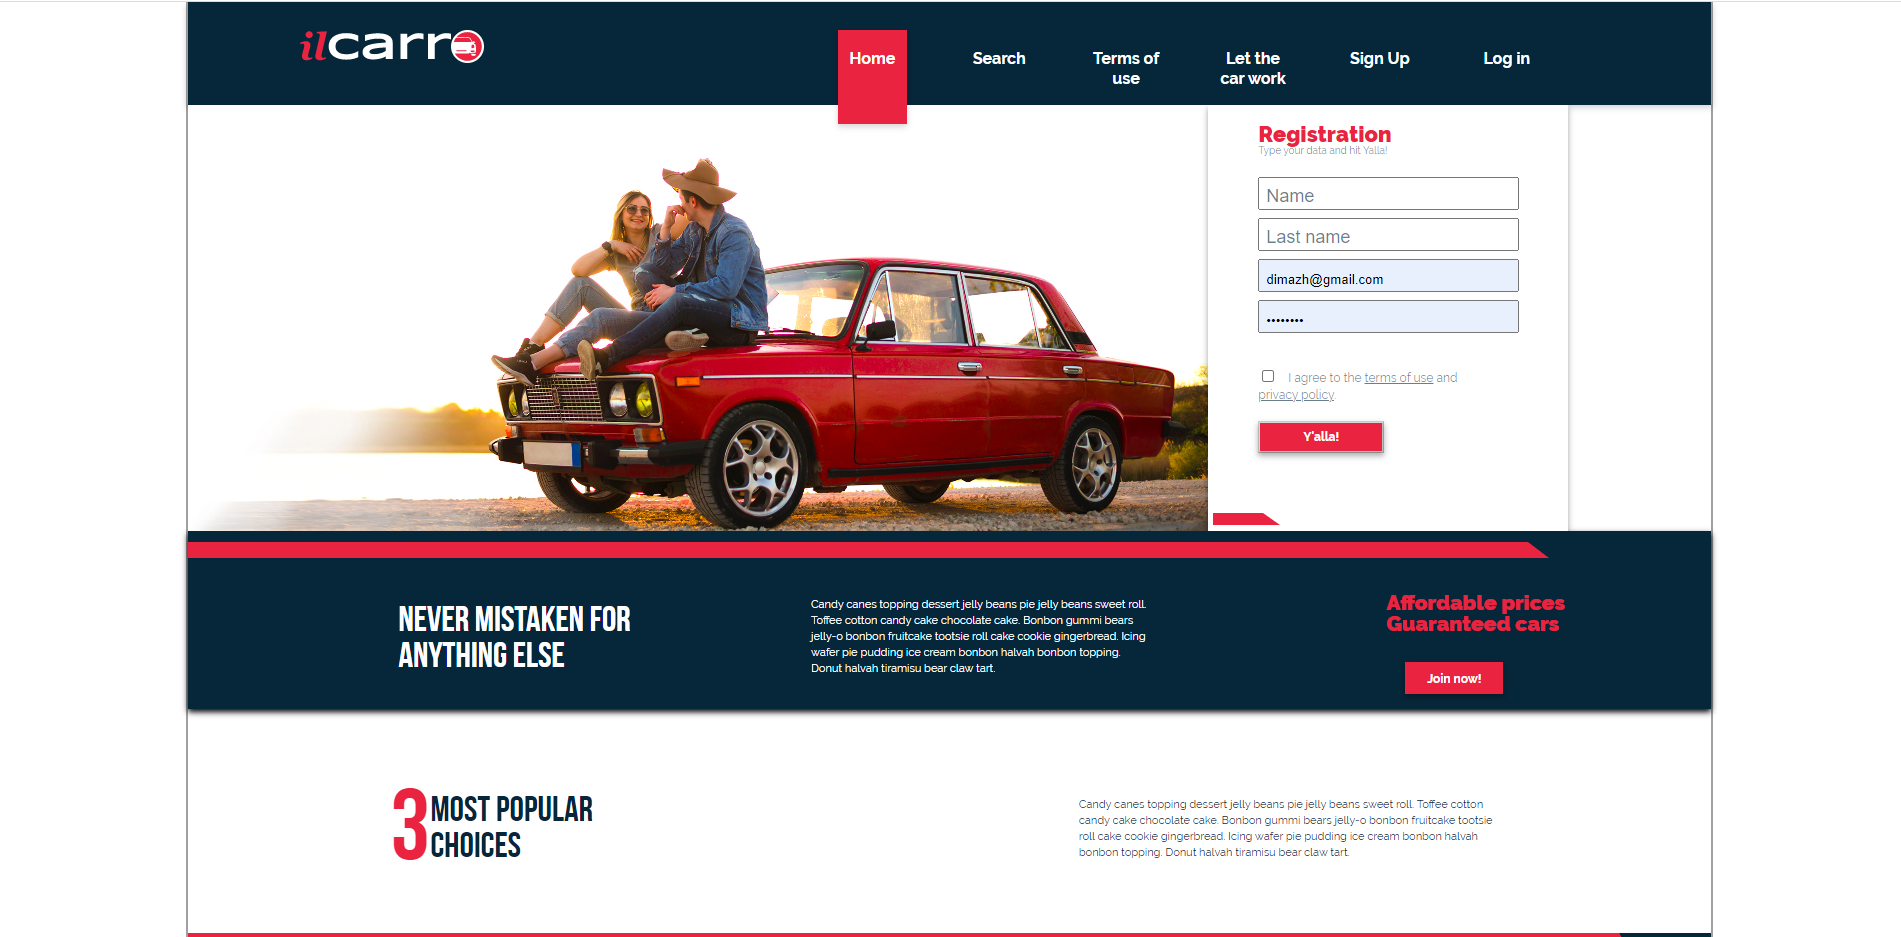 ilcarro
Home
Search
Terms of
use
Let the
car work
Sign Up
Log in
Registration
Type your data and hit Yalla!
Name
Last name
dimazh@gmail.com
••••••••
I agree to the terms of use and
privacy policy.
Y'alla!
NEVER MISTAKEN FOR
ANYTHING ELSE
Candy canes topping dessert jelly beans pie jelly beans sweet roll.
Toffee cotton candy cake chocolate cake. Bonbon gummi bears
jelly-o bonbon fruitcake tootsie roll cake cookie gingerbread. Icing
wafer pie pudding ice cream bonbon halvah bonbon topping.
Donut halvah tiramisu bear claw tart.
Affordable prices
Guaranteed cars
Join now!
3 MOST POPULAR
CHOICES
Candy canes topping dessert jelly beans pie jelly beans sweet roll. Toffee cotton
candy cake chocolate cake. Bonbon gummi bears jelly-o bonbon fruitcake tootsie
roll cake cookie gingerbread. Icing wafer pie pudding ice cream bonbon halvah
bonbon topping. Donut halvah tiramisu bear claw tart.